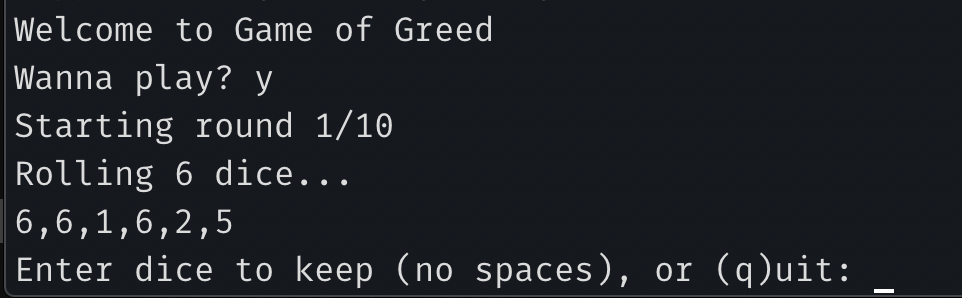 Welcome to Game of Greed
Wanna play? y
Starting round 1/10
Rolling 6 dice...
6,6,1,6,2,5
Enter dice to keep (no spaces), or (q)uit: _